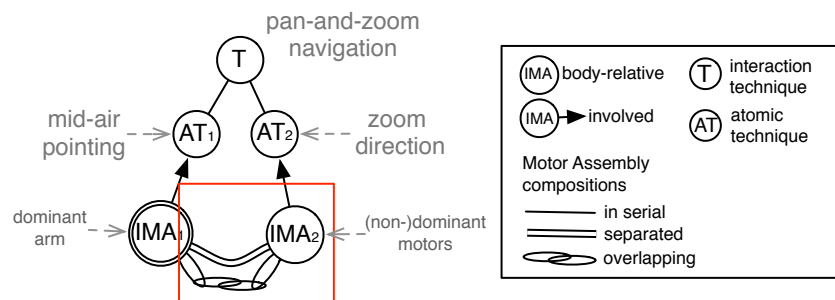 pan-and-zoom
navigation
T
mid-air
pointing
AT1
AT2
zoom
direction
dominant
arm
IMA1
IMA2
(non-)dominant
motors
IMA body-relative
T interaction
technique
IMA involved
AT atomic
technique
Motor Assembly
compositions
in serial
separated
overlapping